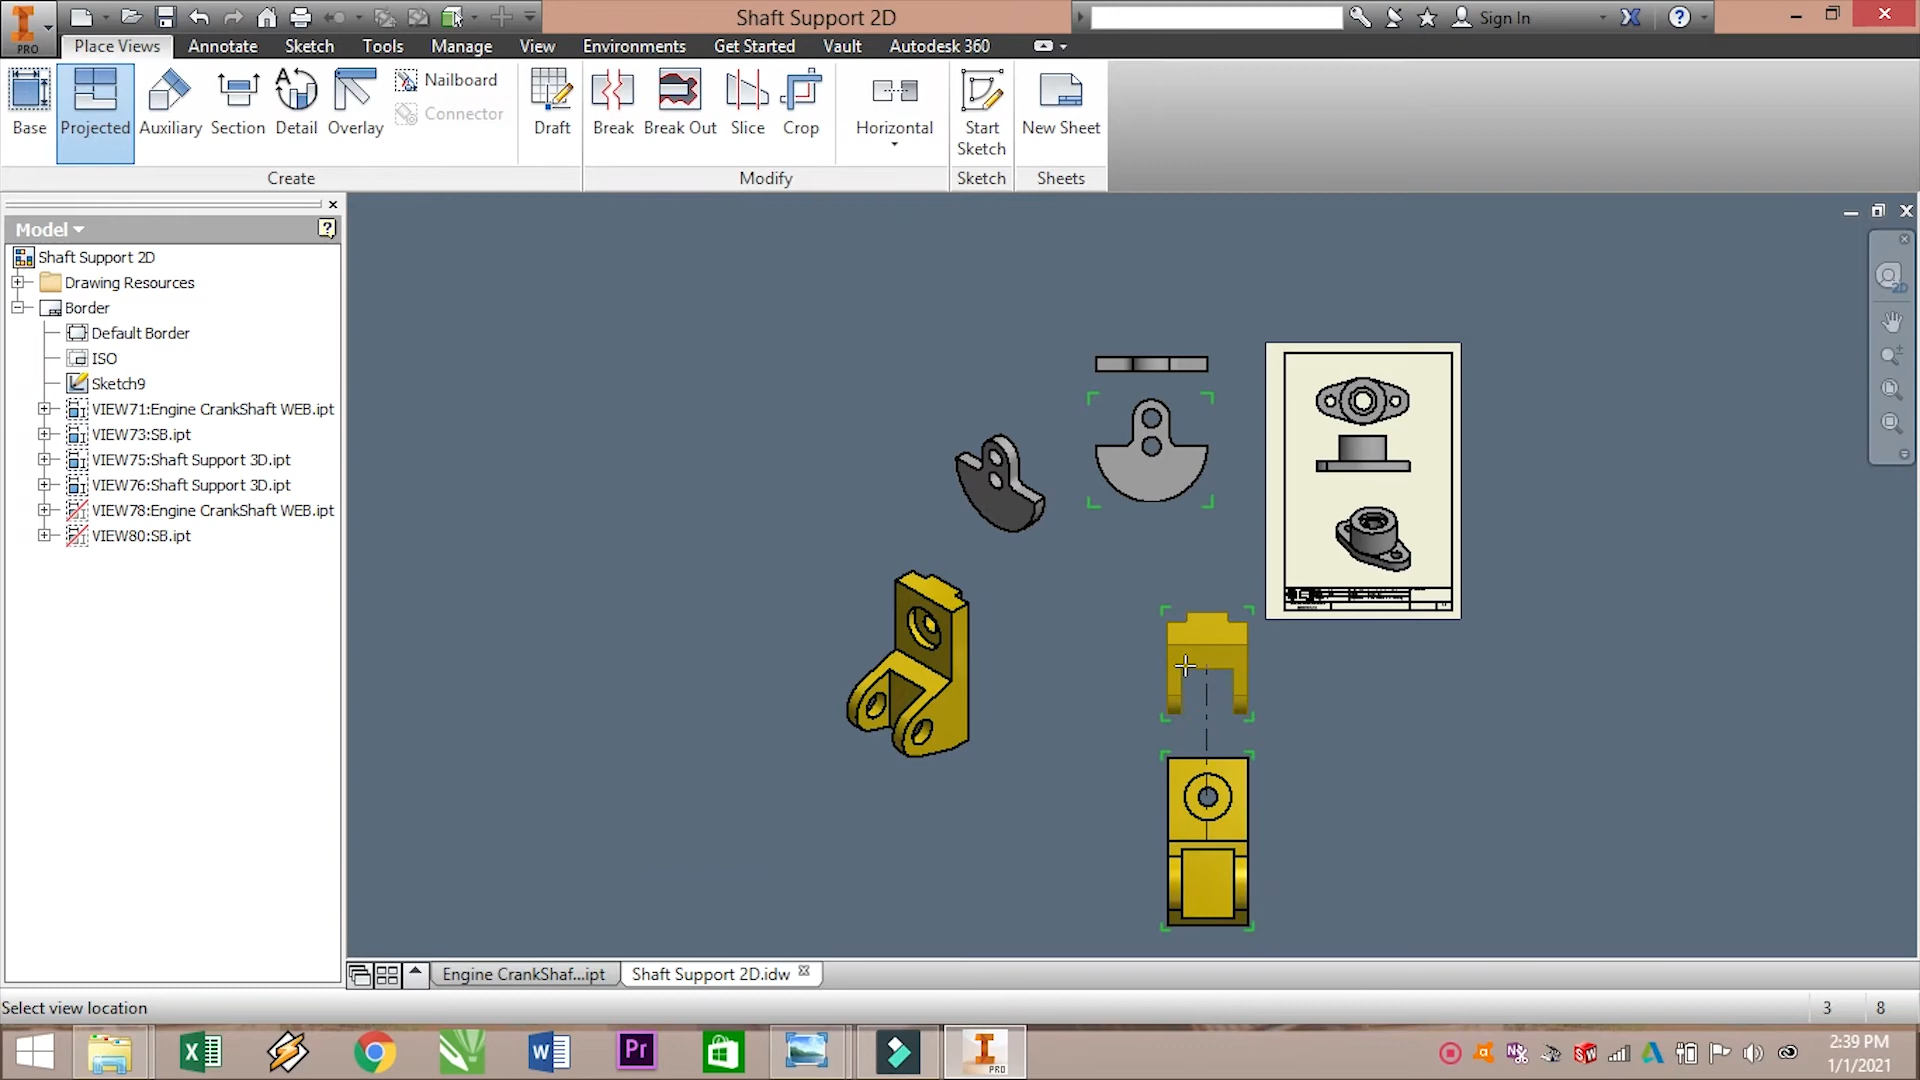 Shaft Support 2D
Sign In
PRO
Place Views
Annotate
Sketch
Tools
Manage
View
Environments
Get Started
Vault
Autodesk 360
Base
Projected
Auxiliary
Section
Detail
Overlay
Nailboard
Connector
Draft
Break
Break Out
Slice
Crop
Horizontal
Start
Sketch
New Sheet
Create
Modify
Sketch
Sheets
Model
Shaft Support 2D
Drawing Resources
Border
Default Border
ISO
Sketch9
VIEW71:Engine CrankShaft WEB.ipt
VIEW73:SB.ipt
VIEW75:Shaft Support 3D.ipt
VIEW76:Shaft Support 3D.ipt
VIEW78:Engine CrankShaft WEB.ipt
VIEW80:SB.ipt
2D
Engine CrankShaf...ipt
Shaft Support 2D.idw
Select view location
3
8
Pr
PRO
2:39 PM
1/1/2021